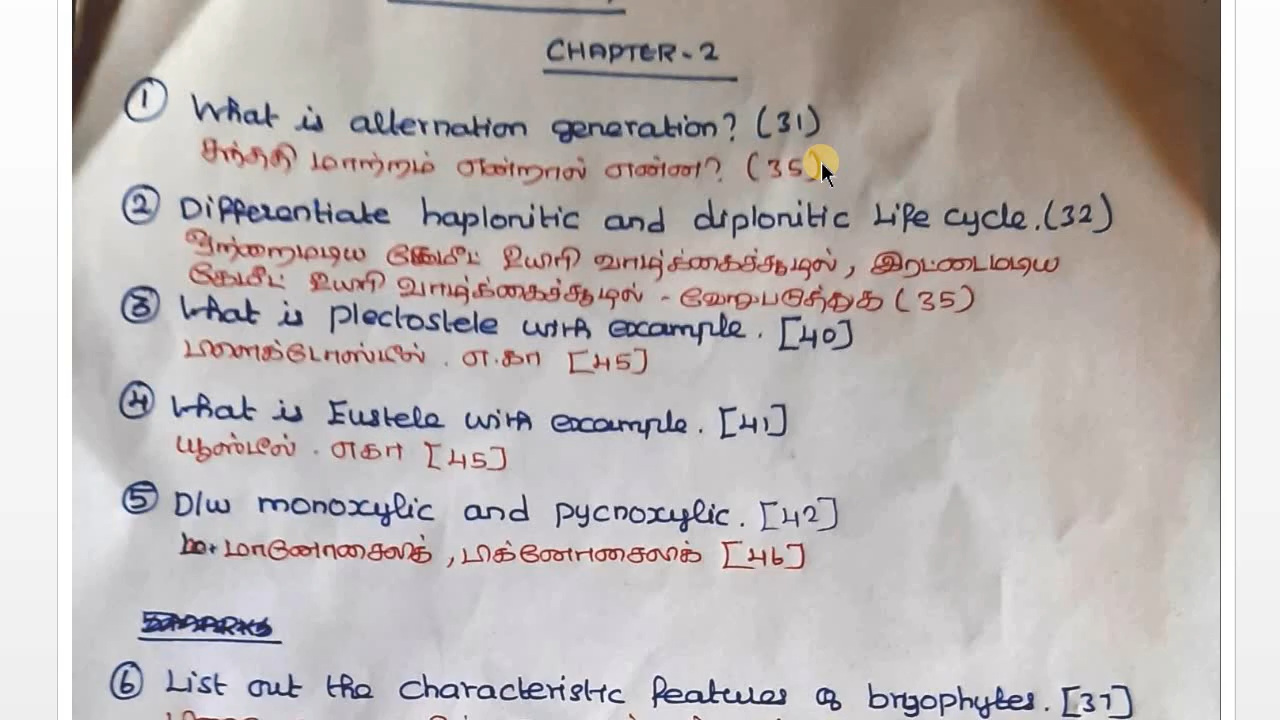 CHAPTER-2
① What is alternation generation? (31)
சந்ததி மாற்றம் என்றால் என்ன? (35)
② Differentiate haplonitic and diplonitic Life cycle. (32)
ஒற்றைமடிய கேமீட் உயிரி வாழ்க்கைச்சூழல், இரட்டைமடிய
கேமீட் உயிரி வாழ்க்கைச்சூழல் - வேறுபடுத்துக (35)
③ What is plectostele with example. [40]
எ.கா [45]
④ What is Eustele with example. [41]
யூஸ்டீல் . எகா [45]
⑤ D/W monoxylic and pycnoxylic. [42]
மானோசைலிக் , பிக்னோசைலிக் [46]
⑥ List out the characteristic features of bryophytes. [37]